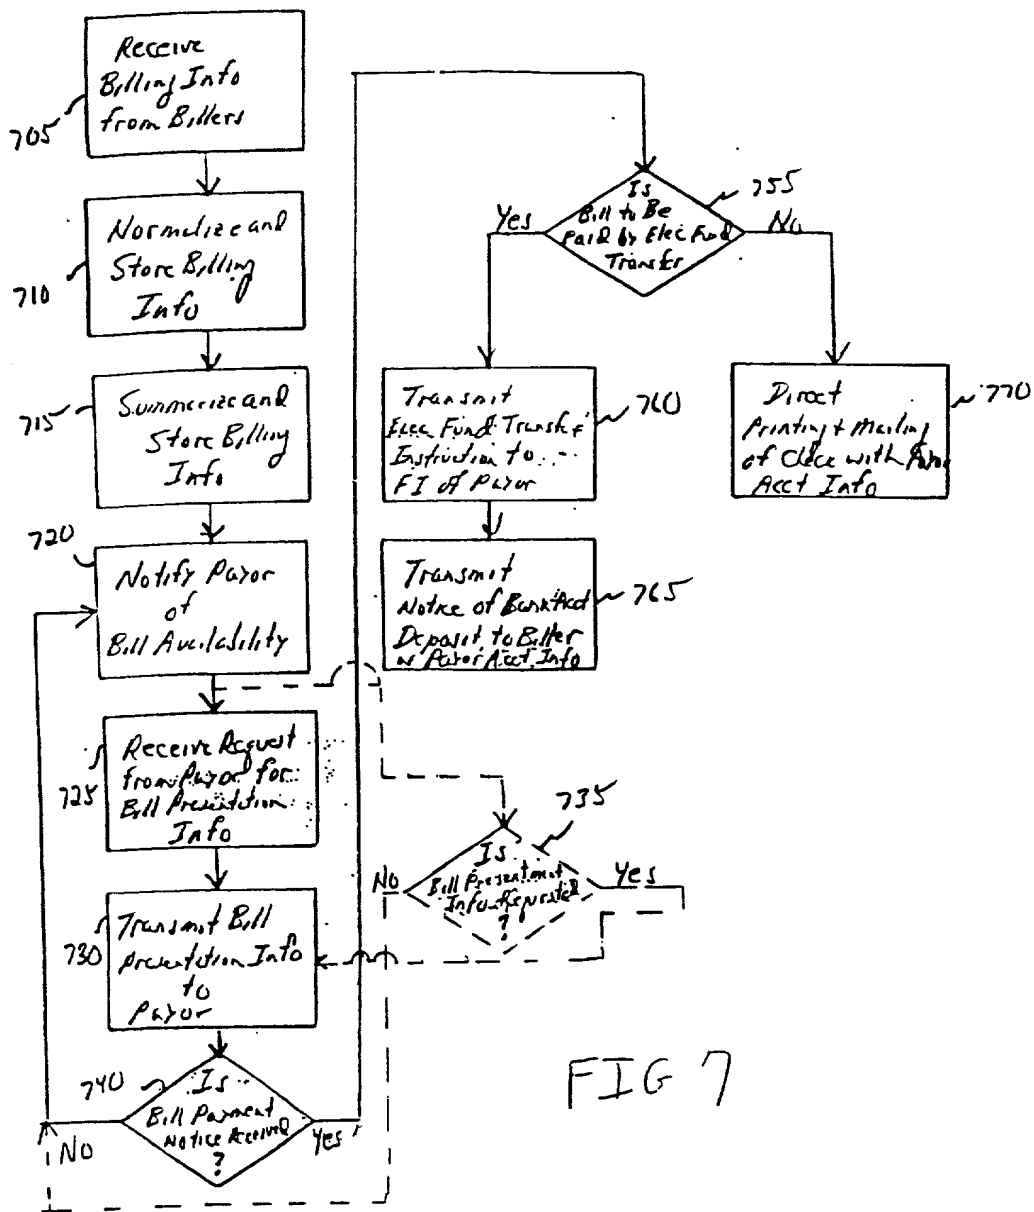 Receive
Billing Info
from Billers
705
Normalize and
Store Billing
Info
710
Summarize and
Store Billing
Info
715
720
Notify Payor
of
Bill Availability
Receive Request
from Payor for
Bill Presentation
Info
725
Transmit Bill
Presentation Info
to
Payor
730
740
Is
Bill Payment
Notice Received
?
No
Yes
Is
Bill to Be
Paid by Elec Fund
Transfer
755
Yes
No
Transmit
Elec Fund Transfer
Instruction to
FI of Payor
760
Transmit
Notice of Bank Acct
Deposit to Biller
w Payor Acct Info
765
Direct
Printing + Mailing
of Check with Payor
Acct Info
770
735
Is
Bill Presentment
Info Requested
?
No
Yes
FIG 7